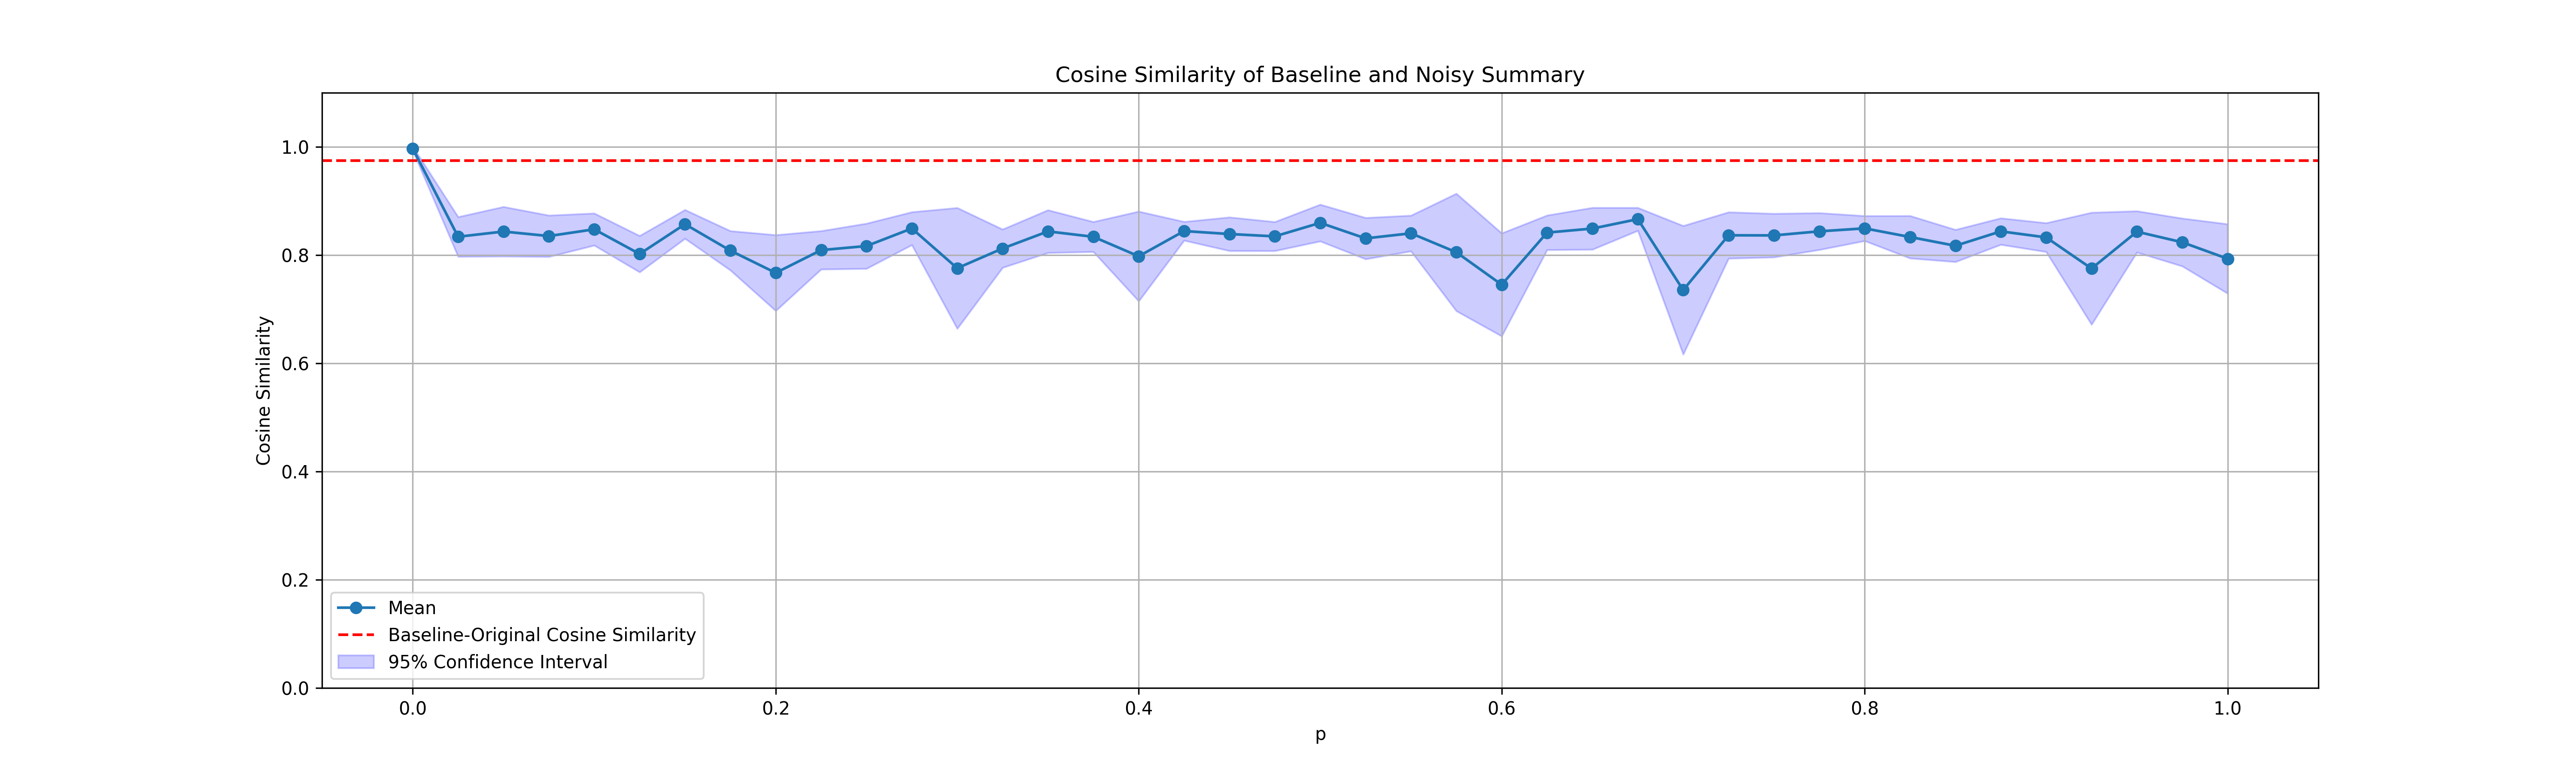 Cosine Similarity of Baseline and Noisy Summary
Cosine Similarity
1.0
0.8
0.6
0.4
0.2
0.0
Mean
Baseline-Original Cosine Similarity
95% Confidence Interval
0.0 0.2 0.4 0.6 0.8 1.0
p